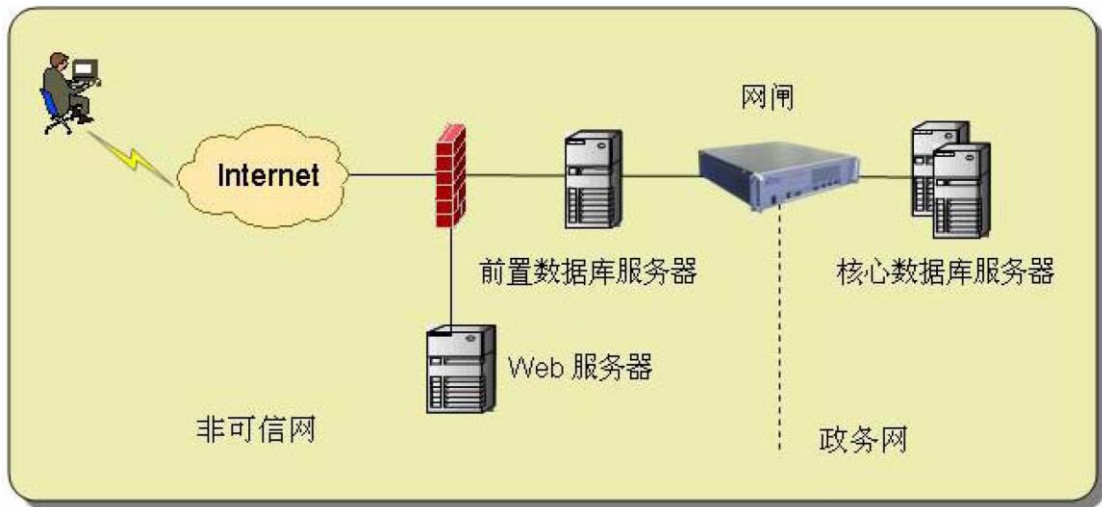 网闸
Internet
前置数据库服务器
核心数据库服务器
Web 服务器
非可信网
政务网